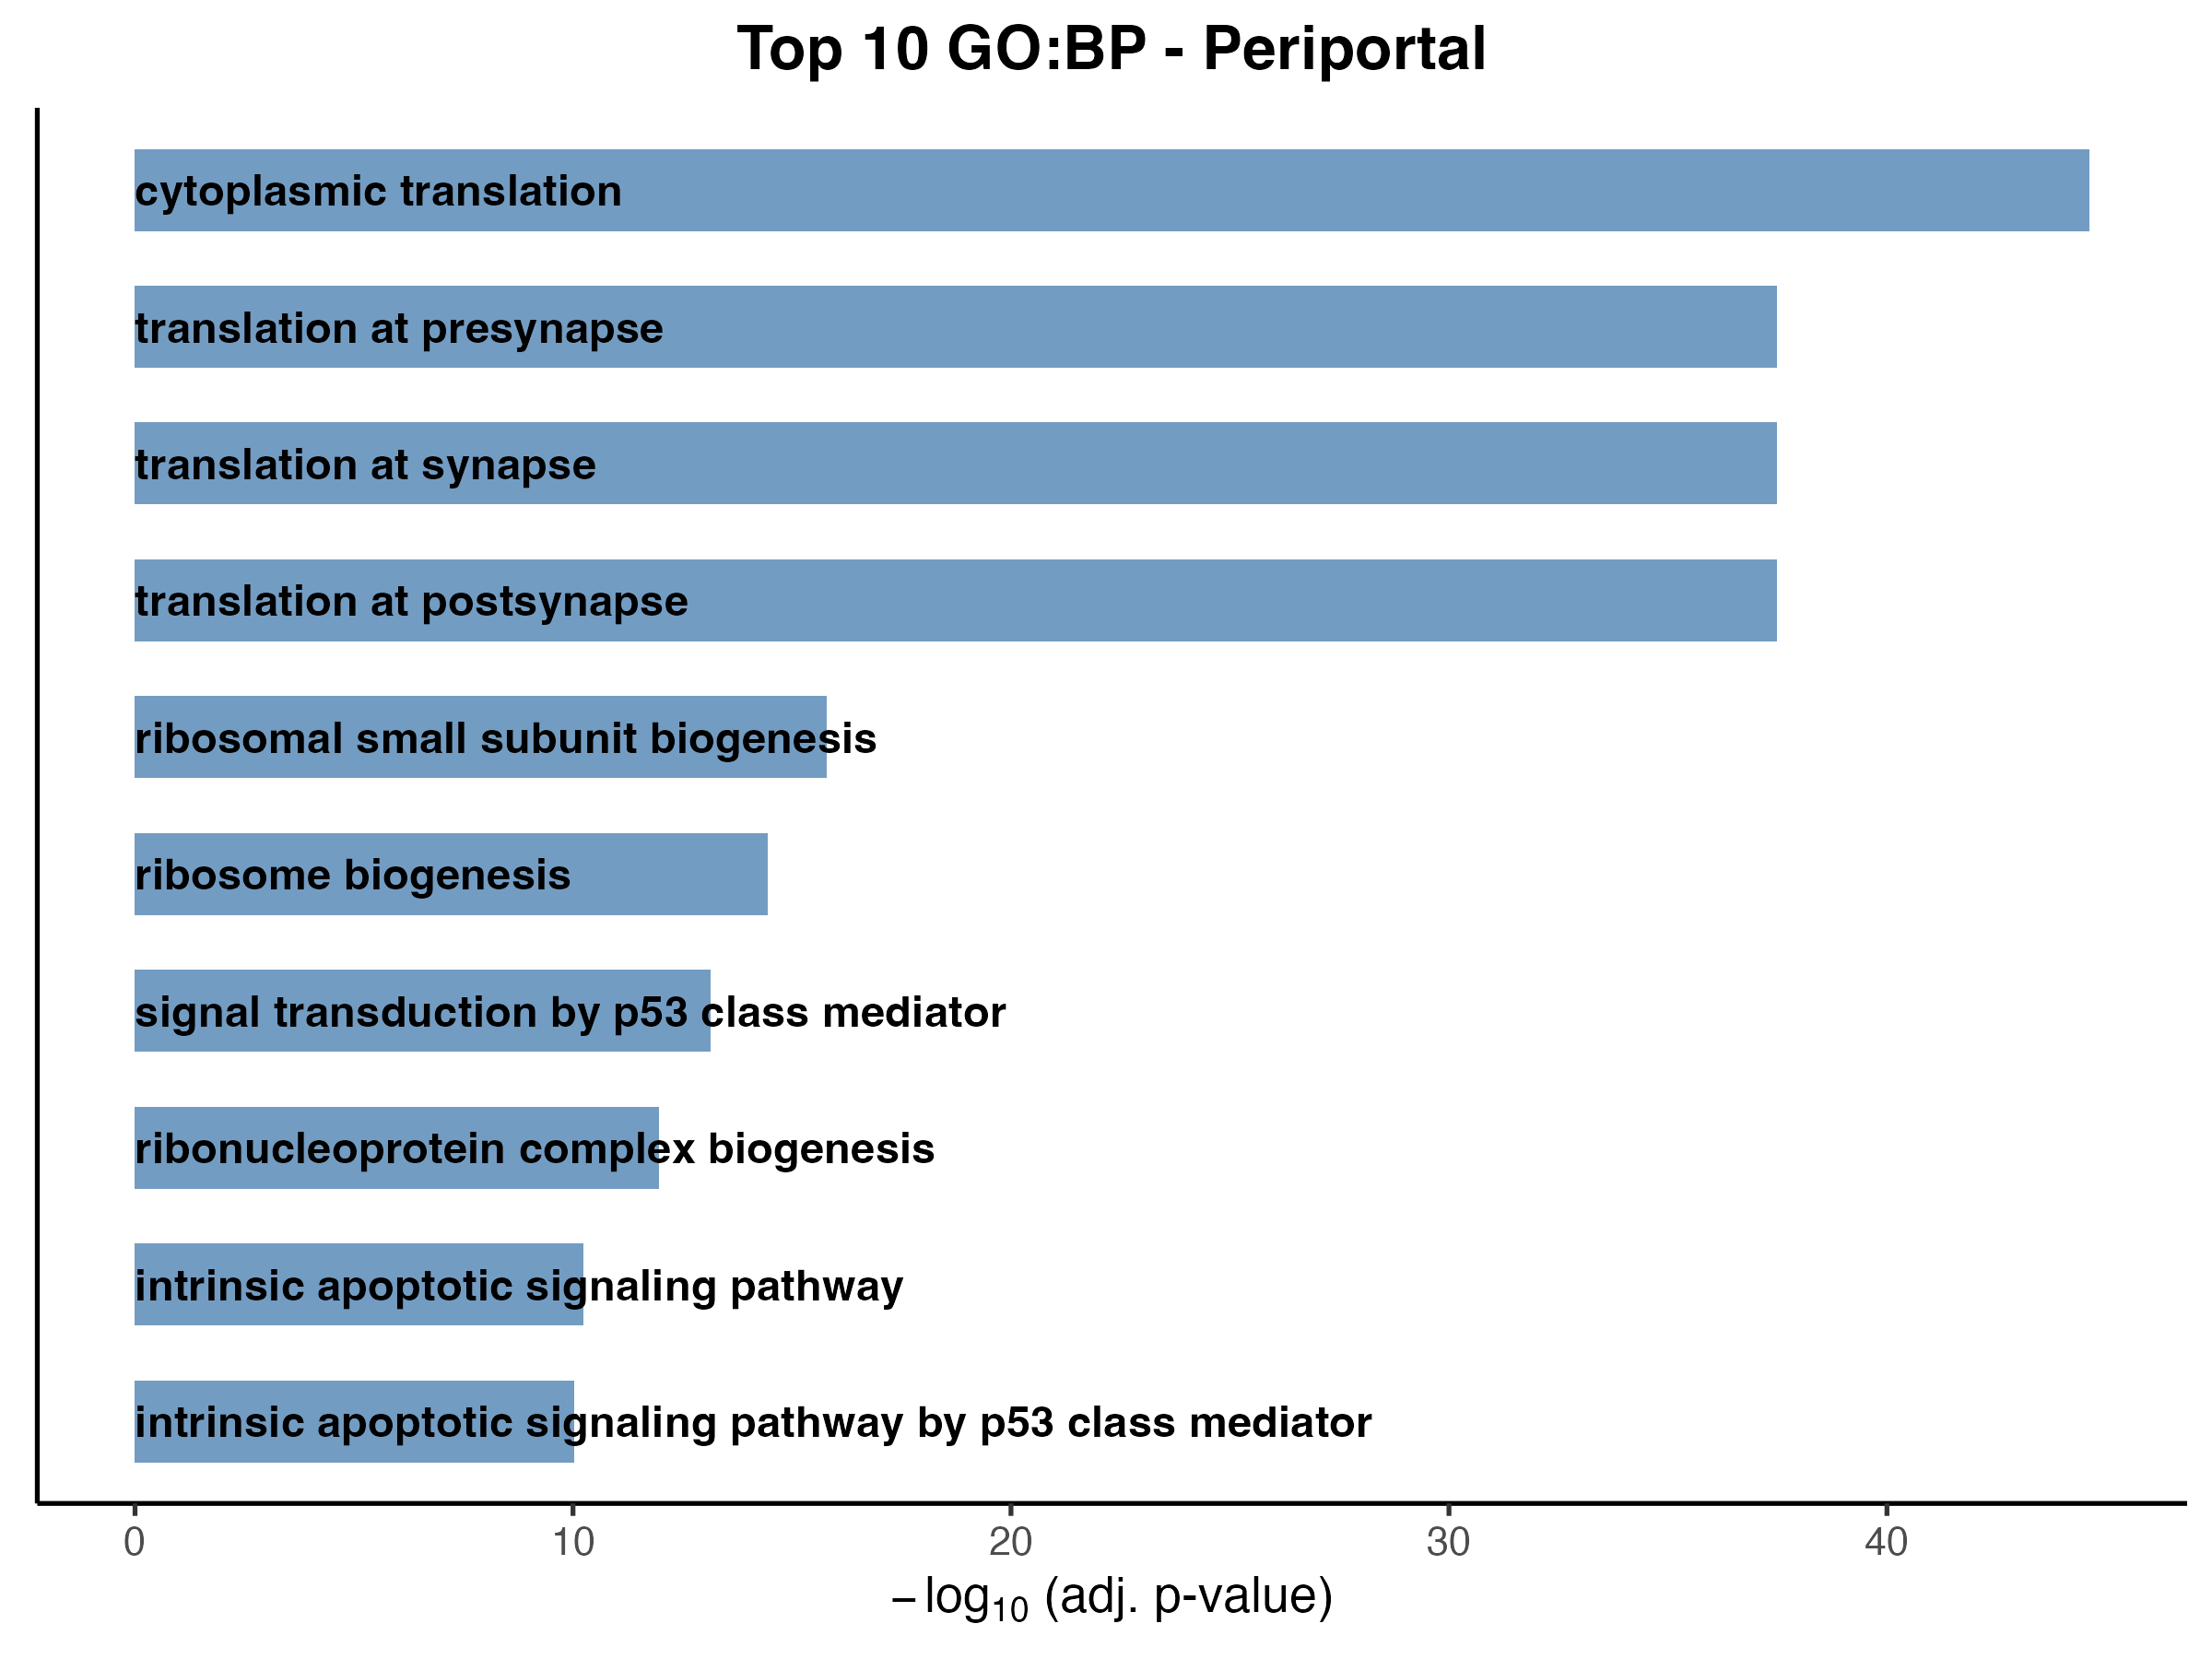 Top 10 GO:BP - Periportal
cytoplasmic translation
translation at presynapse
translation at synapse
translation at postsynapse
ribosomal small subunit biogenesis
ribosome biogenesis
signal transduction by p53 class mediator
ribonucleoprotein complex biogenesis
intrinsic apoptotic signaling pathway
intrinsic apoptotic signaling pathway by p53 class mediator
0 10 20 30 40
−log₁₀ (adj. p-value)